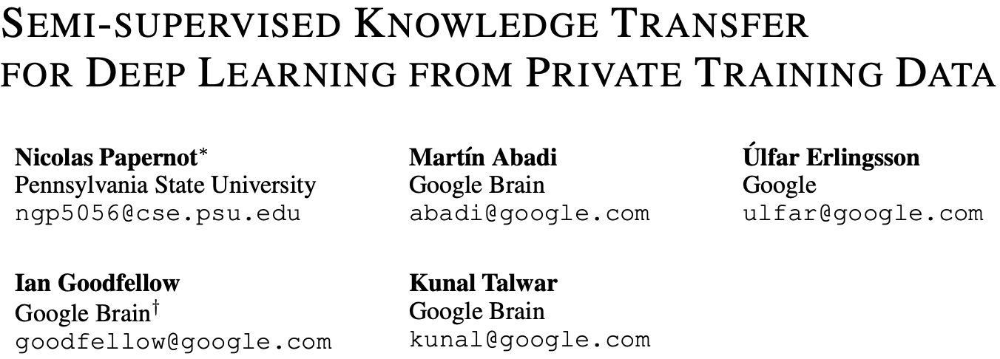 SEMI-SUPERVISED KNOWLEDGE TRANSFER
FOR DEEP LEARNING FROM PRIVATE TRAINING DATA
Nicolas Papernot*
Pennsylvania State University
ngp5056@cse.psu.edu
Martín Abadi
Google Brain
abadi@google.com
Úlfar Erlingsson
Google
ulfar@google.com
Ian Goodfellow
Google Brain†
goodfellow@google.com
Kunal Talwar
Google Brain
kunal@google.com